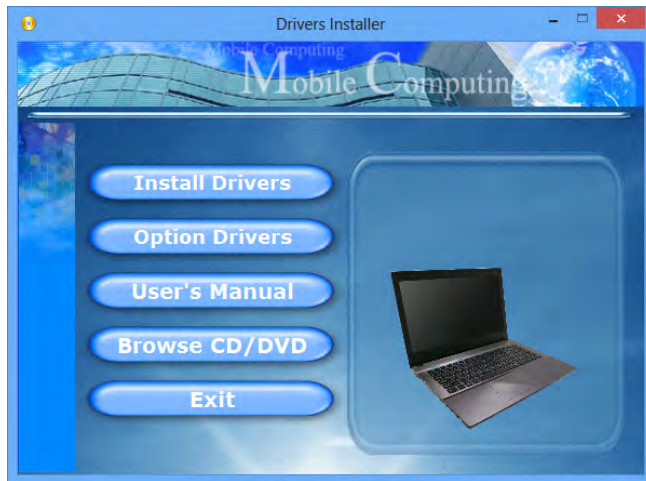 Drivers Installer
Mobile Computing
Mobile Computing
Install Drivers
Option Drivers
User's Manual
Browse CD/DVD
Exit